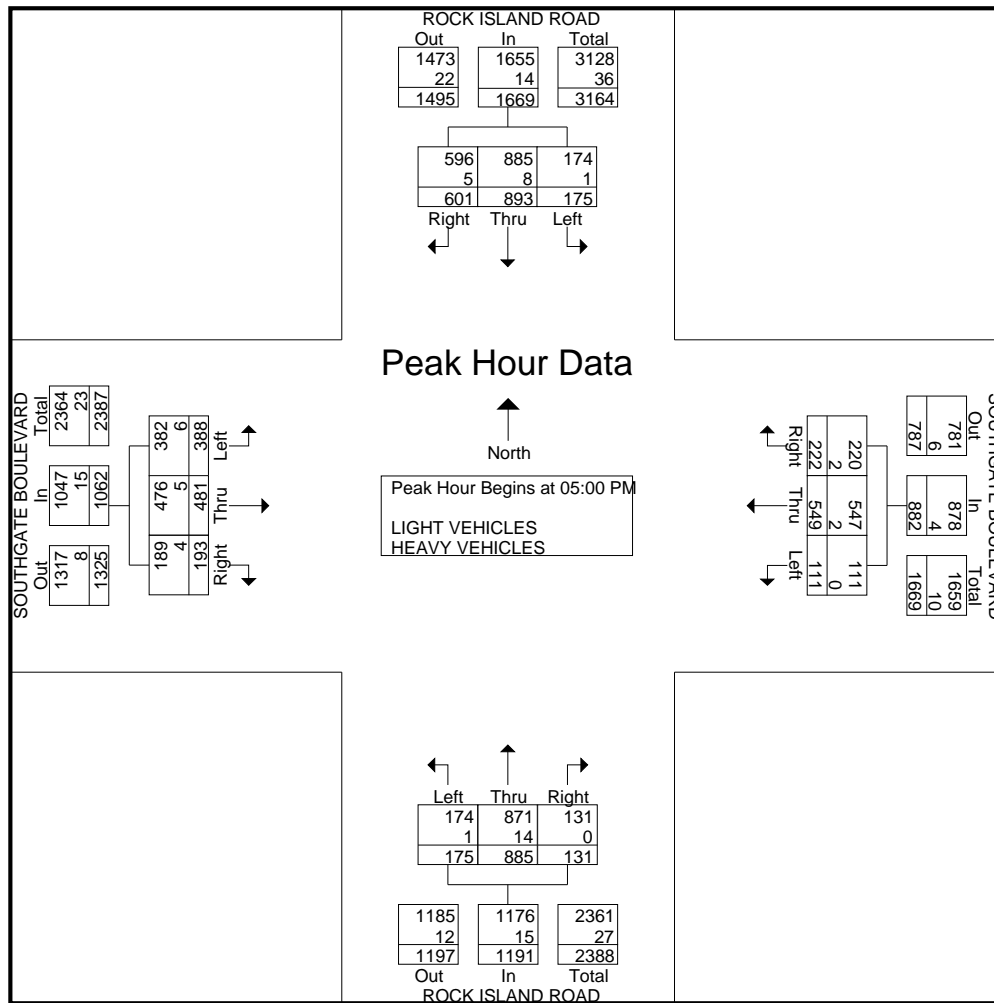 ROCK ISLAND ROAD
Out In Total
1473 1655 3128
22 14 36
1495 1669 3164
596 885 174
5 8 1
601 893 175
Right Thru Left
Peak Hour Data
North
Peak Hour Begins at 05:00 PM
LIGHT VEHICLES
HEAVY VEHICLES
SOUTHGATE BOULEVARD
Out In Total
1317 1047 2364
8 15 23
1325 1062 2387
189 476 382
4 5 6
193 481 388
Right Thru Left
SOUTHGATE BOULEVARD
Out In Total
781 878 1659
6 4 10
787 882 1669
220 547 111
2 2 0
222 549 111
Right Thru Left
Left Thru Right
174 871 131
1 14 0
175 885 131
1185 1176 2361
12 15 27
1197 1191 2388
Out In Total
ROCK ISLAND ROAD